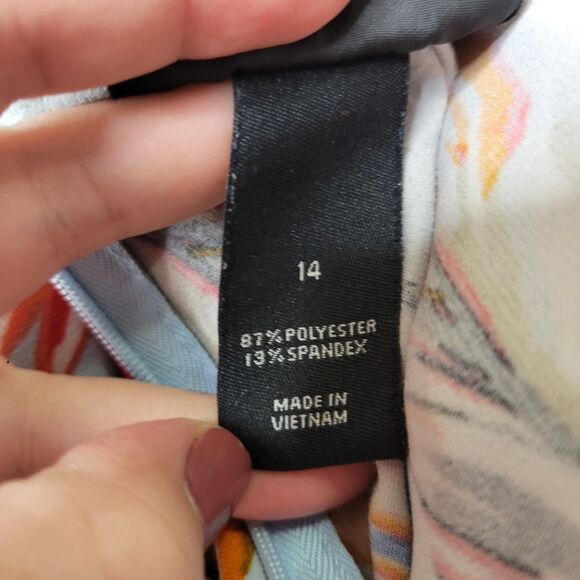 14
87% POLYESTER
13% SPANDEX
MADE IN
VIETNAM